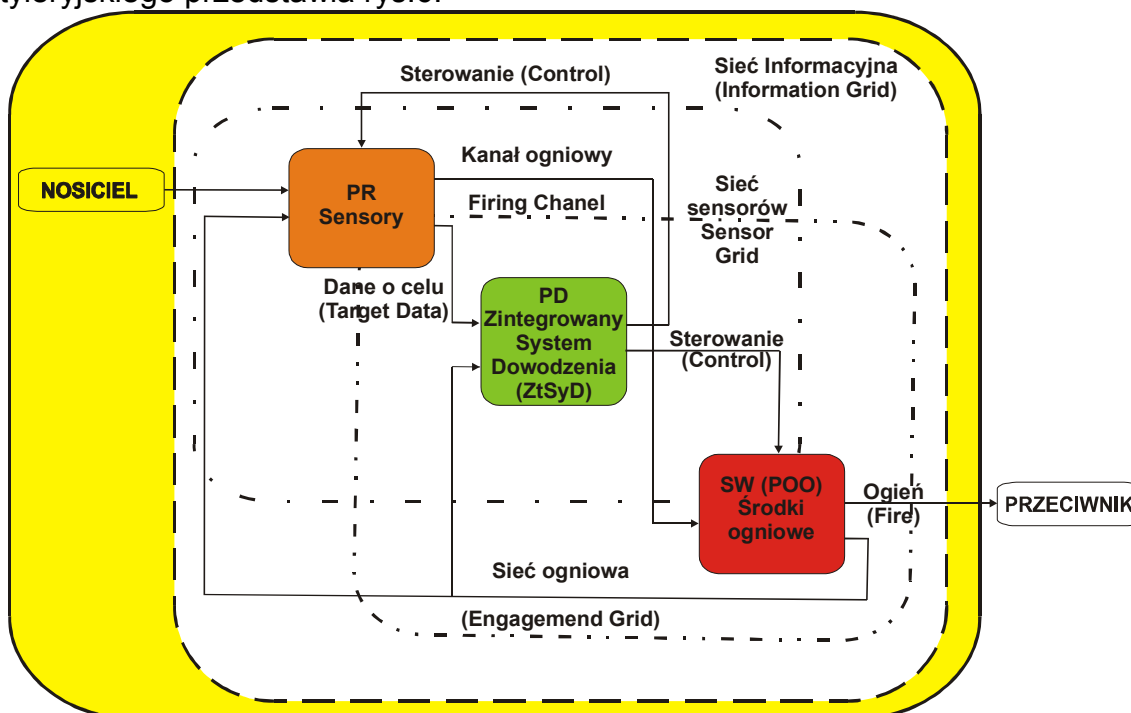 Sterowanie (Control)
Sieć Informacyjna
(Information Grid)
Kanał ogniowy
NOSICIEL
PR
Sensory
Firing Chanel
Sieć
sensorów
Sensor
Grid
Dane o celu
(Target Data)
PD
Zintegrowany
System
Dowodzenia
(ZtSyD)
Sterowanie
(Control)
SW (POO)
Środki
ogniowe
Ogień
(Fire)
PRZECIWNIK
Sieć ogniowa
(Engagemend Grid)